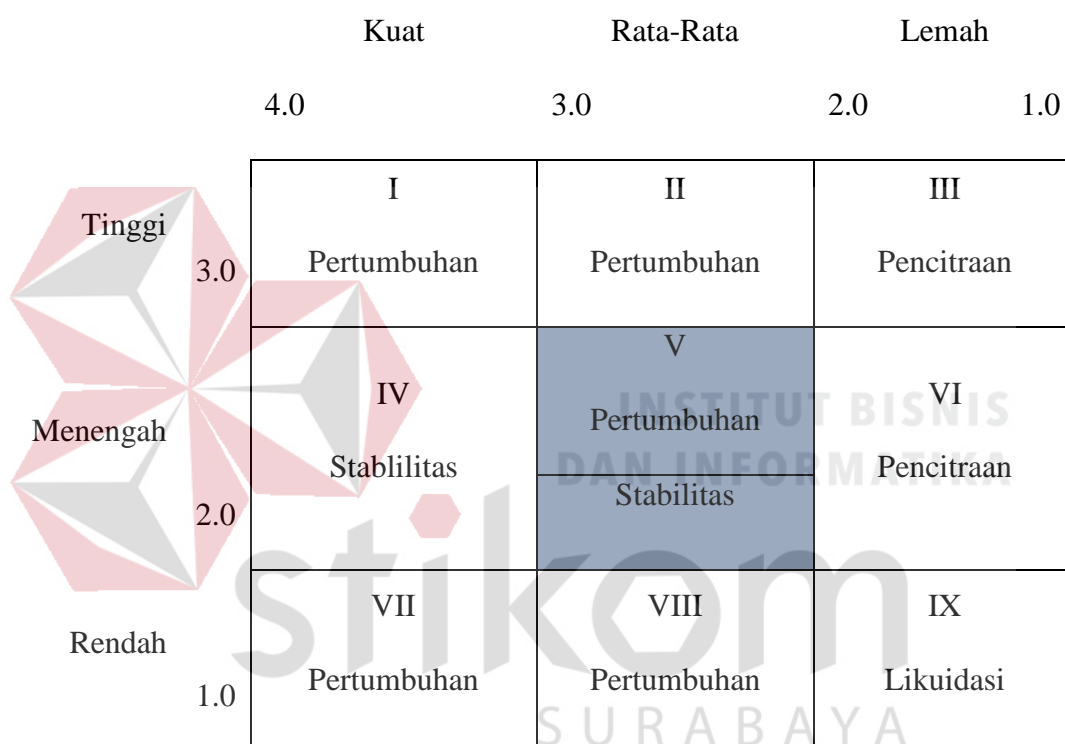 Kuat Rata-Rata Lemah
4.0 3.0 2.0 1.0
I II III
Tinggi
Pertumbuhan Pertumbuhan Pencitraan
3.0
V
IV VI
INSTITUT BISNIS
Pertumbuhan
Menengah
Stablilitas Pencitraan
DAN INFORMATIKA
Stabilitas
2.0
stikom
VII VIII IX
Rendah
Pertumbuhan Pertumbuhan Likuidasi
1.0
SURABAYA